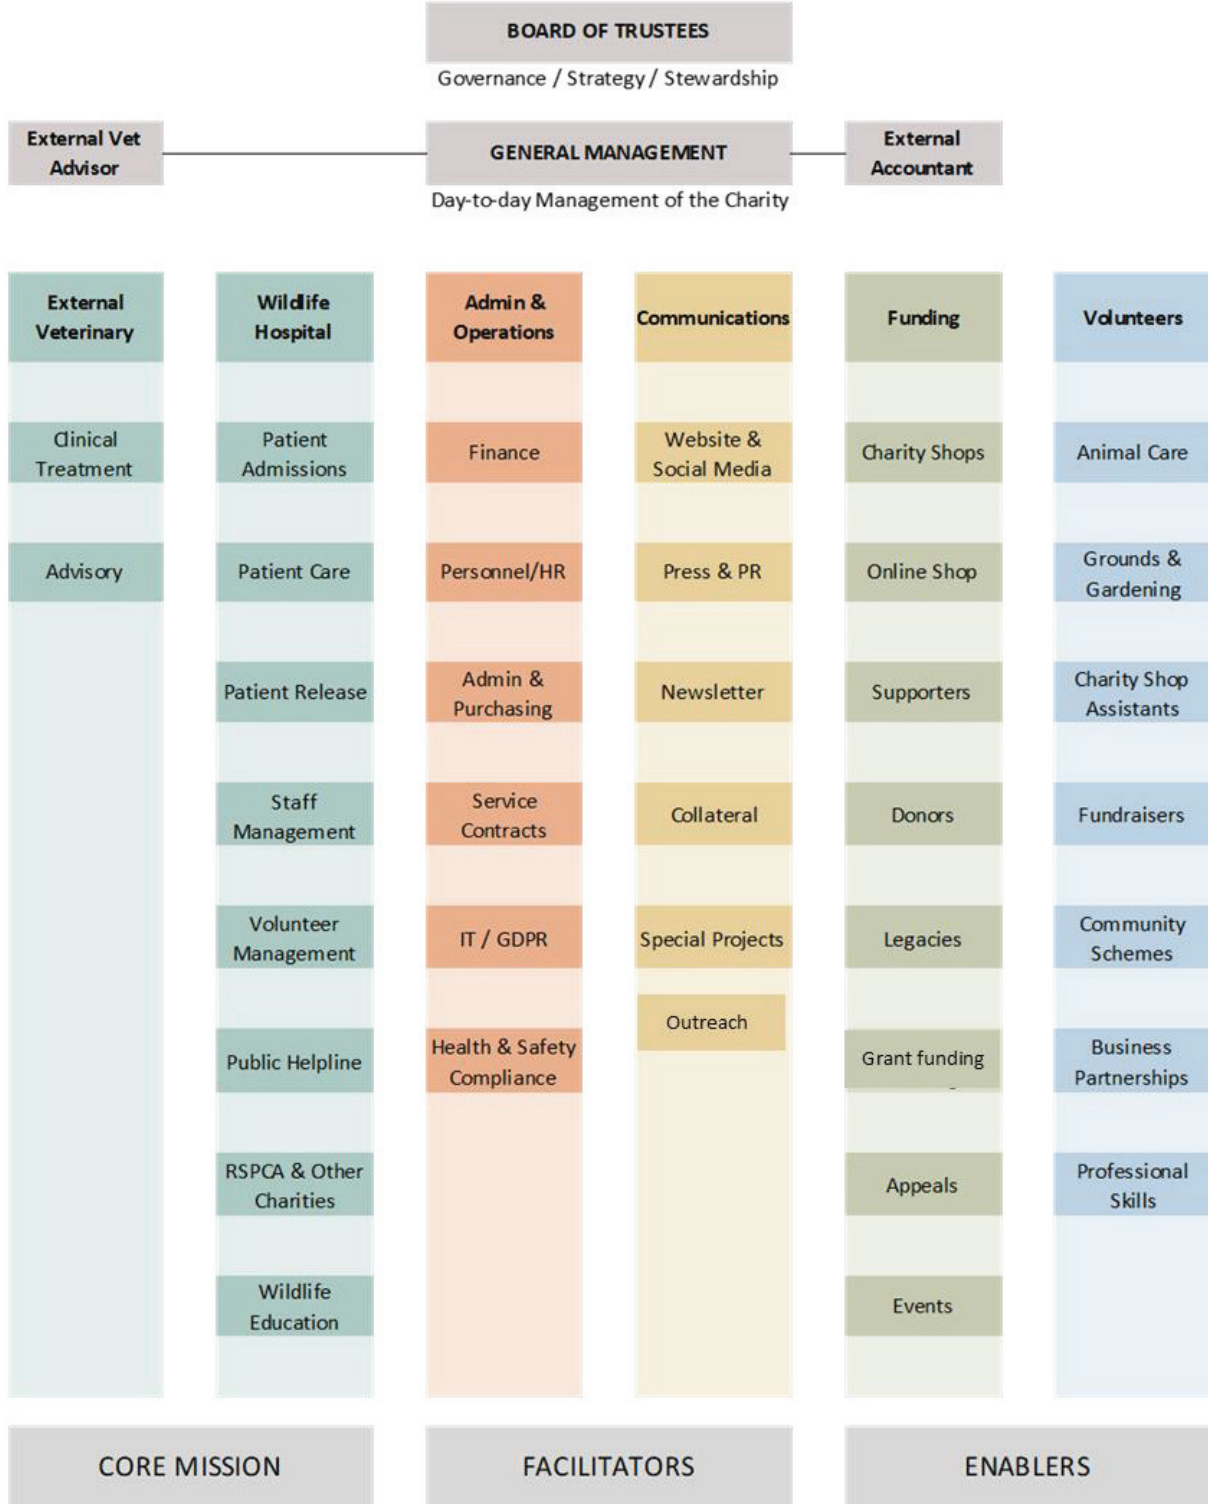 BOARD OF TRUSTEES
Governance / Strategy / Stewardship
External Vet
Advisor
GENERAL MANAGEMENT
External
Accountant
Day-to-day Management of the Charity
External
Veterinary
Clinical
Treatment
Advisory
Wildlife
Hospital
Patient
Admissions
Patient Care
Patient Release
Staff
Management
Volunteer
Management
Public Helpline
RSPCA & Other
Charities
Wildlife
Education
Admin &
Operations
Finance
Personnel/HR
Admin &
Purchasing
Service
Contracts
IT / GDPR
Health & Safety
Compliance
Communications
Website &
Social Media
Press & PR
Newsletter
Collateral
Special Projects
Outreach
Funding
Charity Shops
Online Shop
Supporters
Donors
Legacies
Grant funding
Appeals
Events
Volunteers
Animal Care
Grounds &
Gardening
Charity Shop
Assistants
Fundraisers
Community
Schemes
Business
Partnerships
Professional
Skills
CORE MISSION
FACILITATORS
ENABLERS